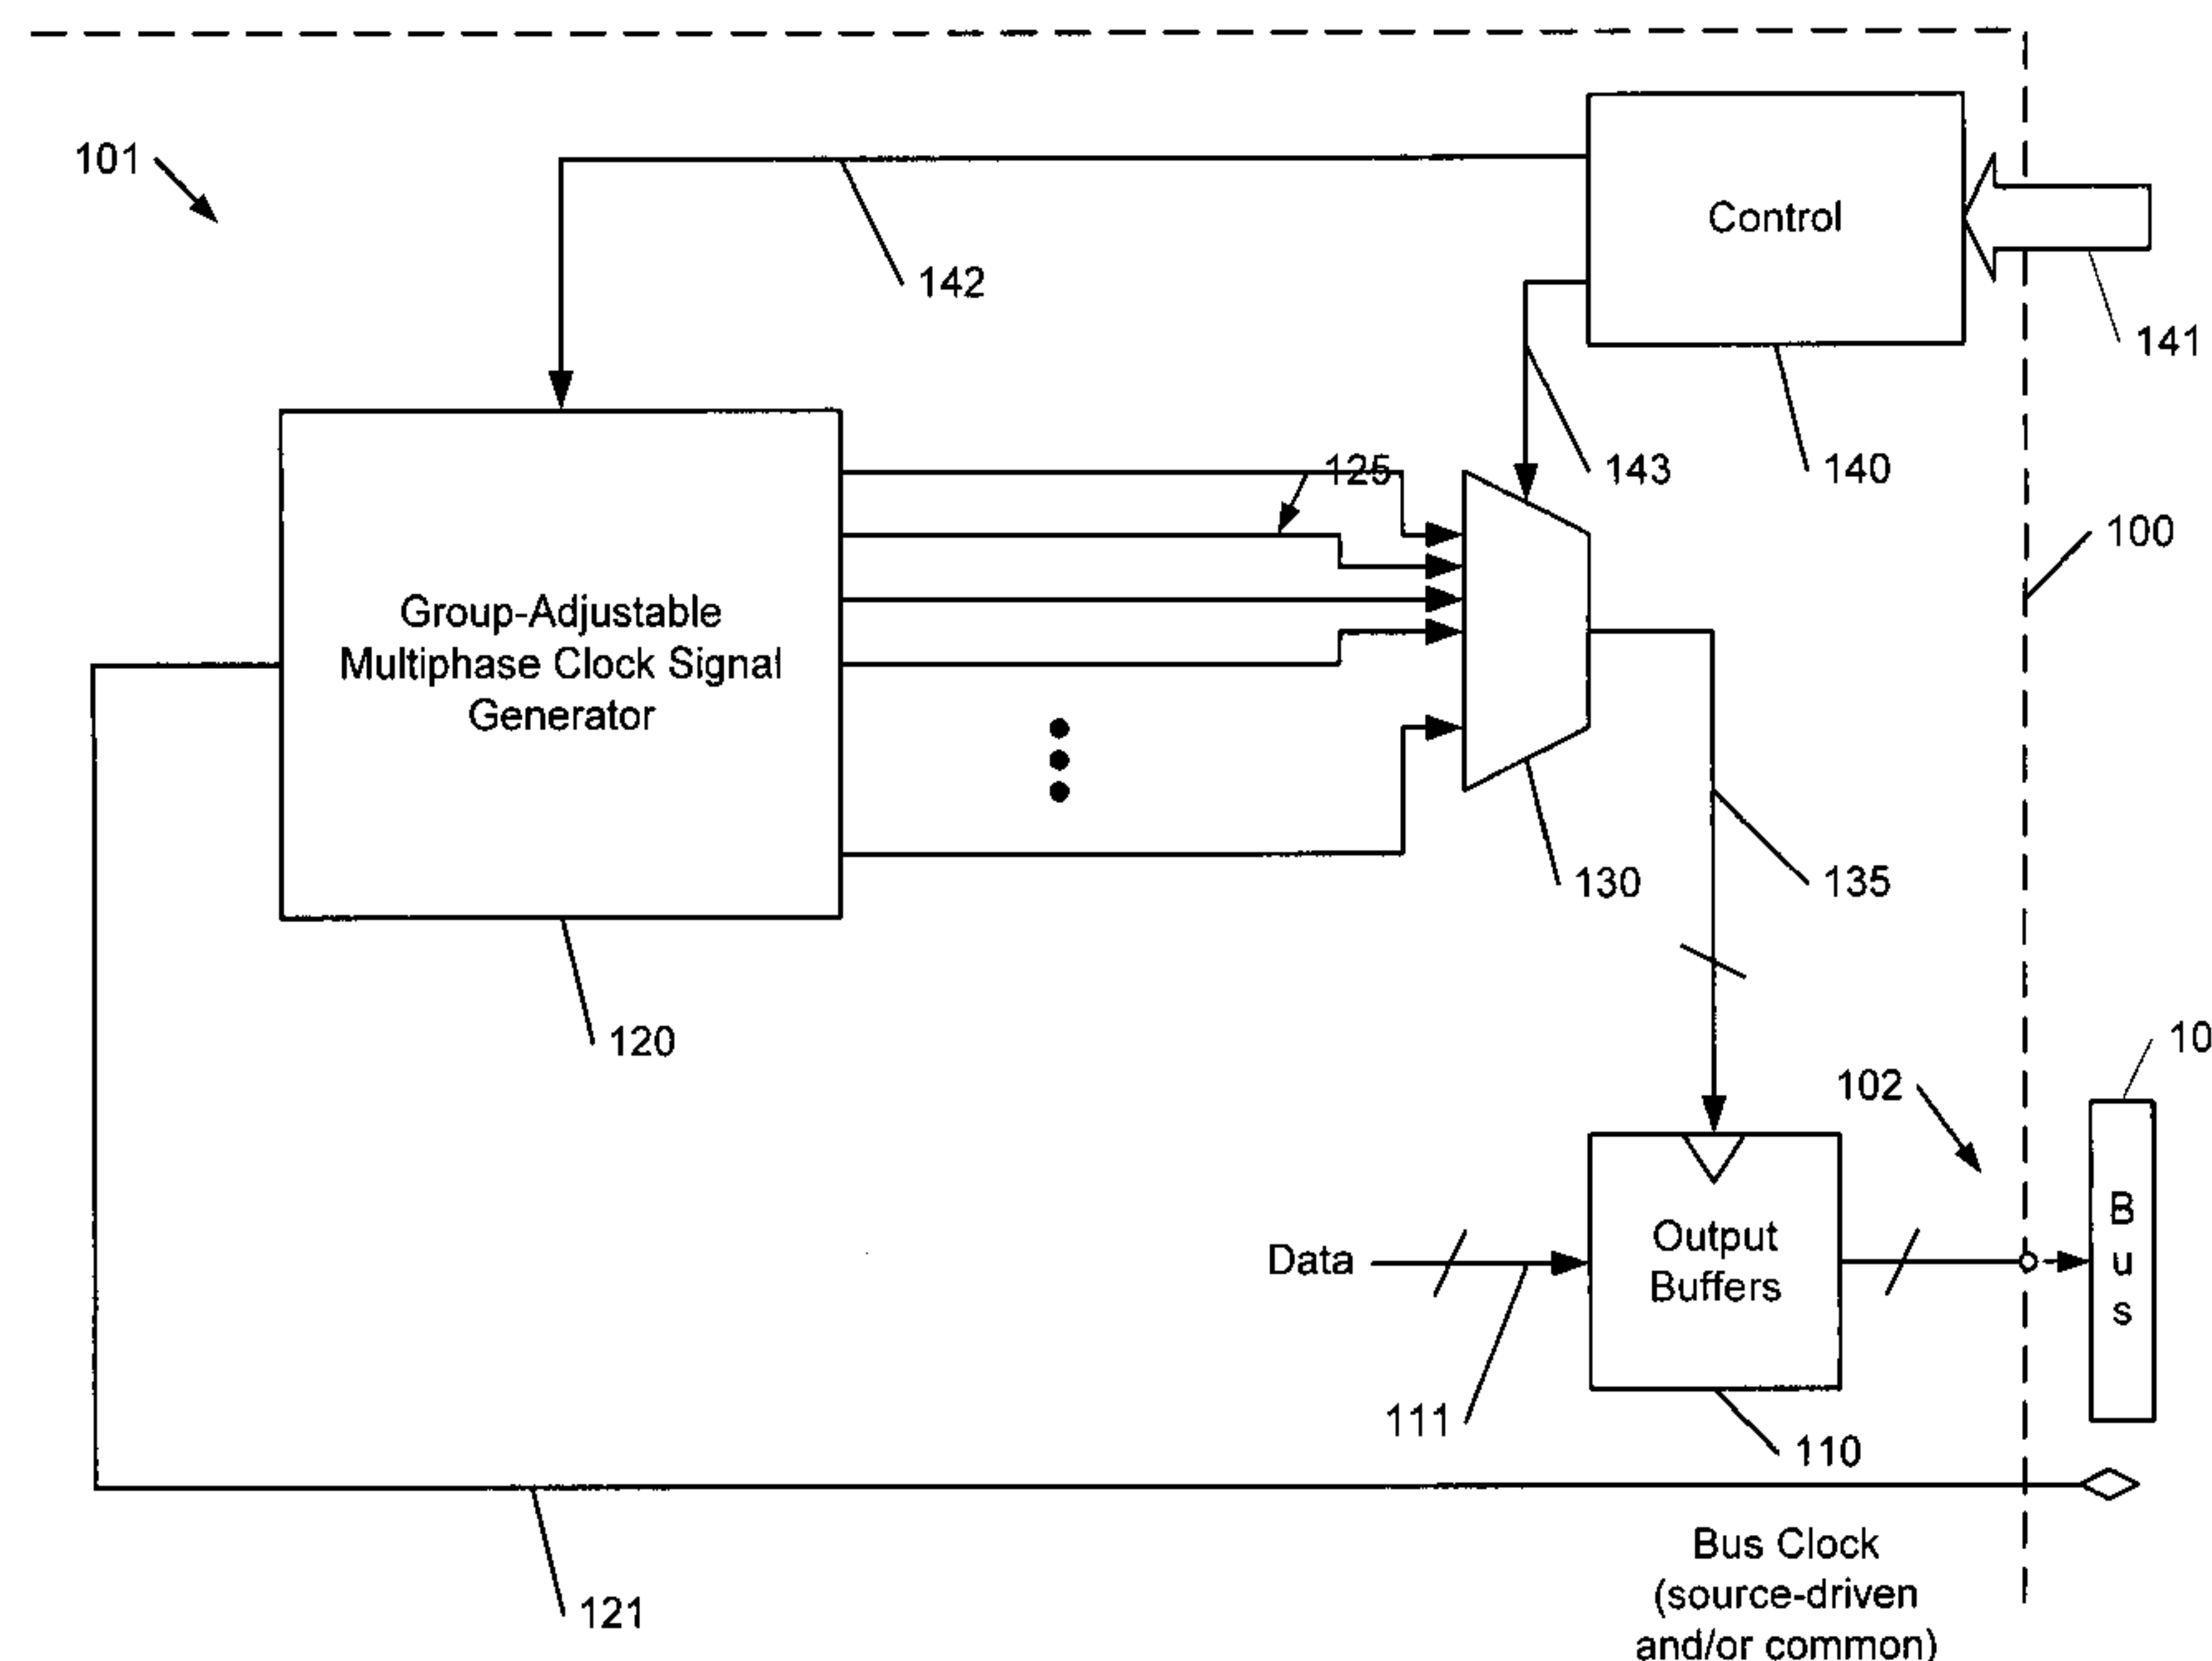 101
Control
142
141
125
143
140
100
Group-Adjustable
Multiphase Clock Signal
Generator
130
135
120
10
102
B
u
s
Data
Output
Buffers
111
110
Bus Clock
(source-driven
and/or common)
121